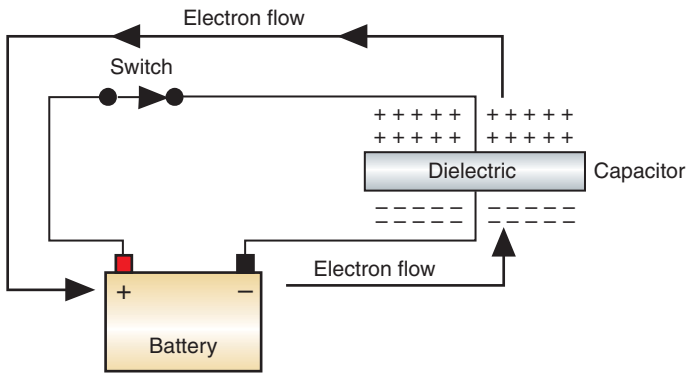 Electron flow
Switch
+ + + + + + + + + +
+ + + + + + + + + +
Dielectric
Capacitor
– – – – – – – – – –
– – – – – – – – – –
Electron flow
+ –
Battery